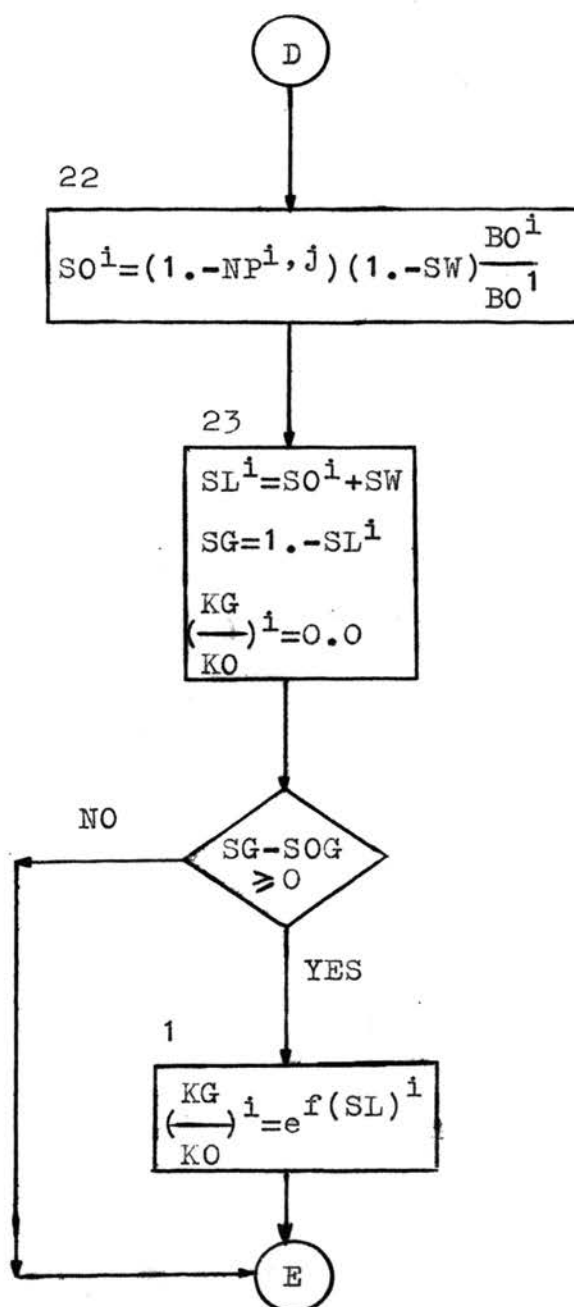 D
22
SO^i=(1.-NP^i,j)(1.-SW) BO^i/BO^1
23
SL^i=SO^i+SW
SG=1.-SL^i
(KG/KO)^i=0.0
NO
SG-SOG
⩾0
YES
1
(KG/KO)^i=e^f(SL)^i
E